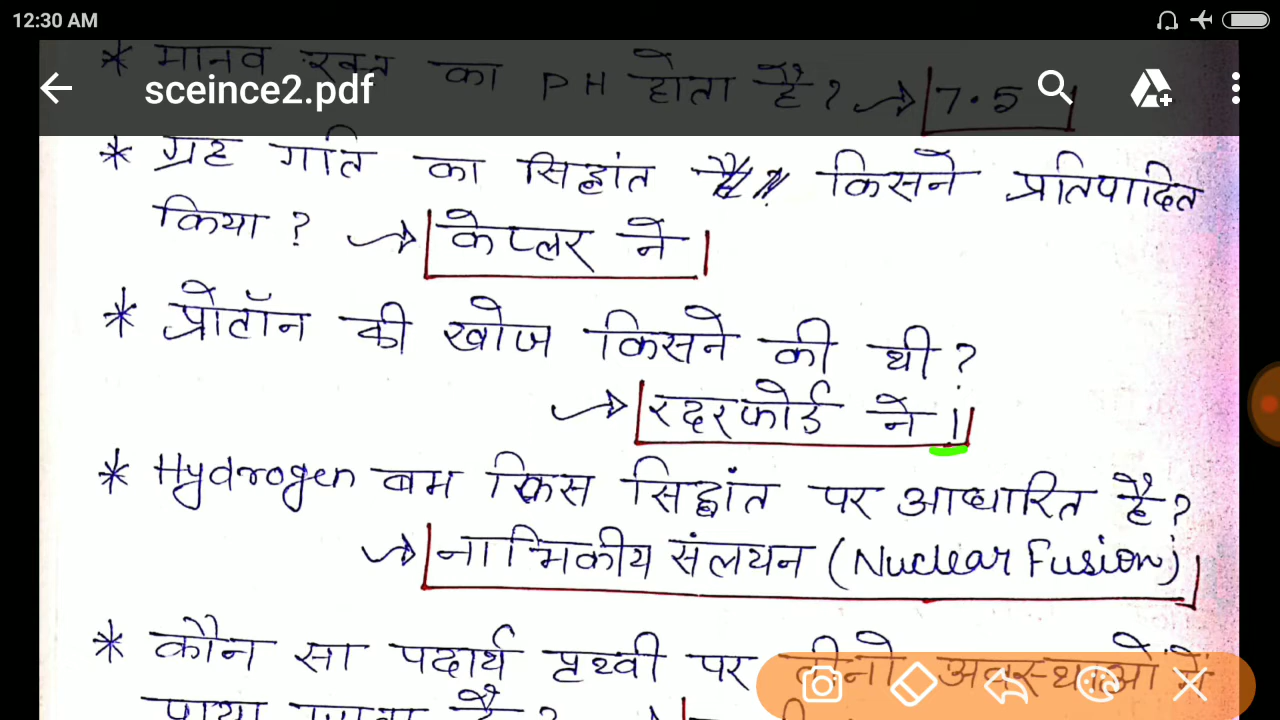 12:30 AM
* मानव रक्त का PH होता है? → 7.5
sceince2.pdf
* ग्रह गति का सिद्धांत है? किसने प्रतिपादित
किया? → केप्लर ने
* प्रोटॉन की खोज किसने की थी?
→ रदरफोर्ड ने।
* Hydrogen बम किस सिद्धांत पर आधारित है?
→ नाभिकीय संलयन (Nuclear Fusion)
* कौन सा पदार्थ पृथ्वी पर तीनो अवस्थाओं में
पाया जाता है?